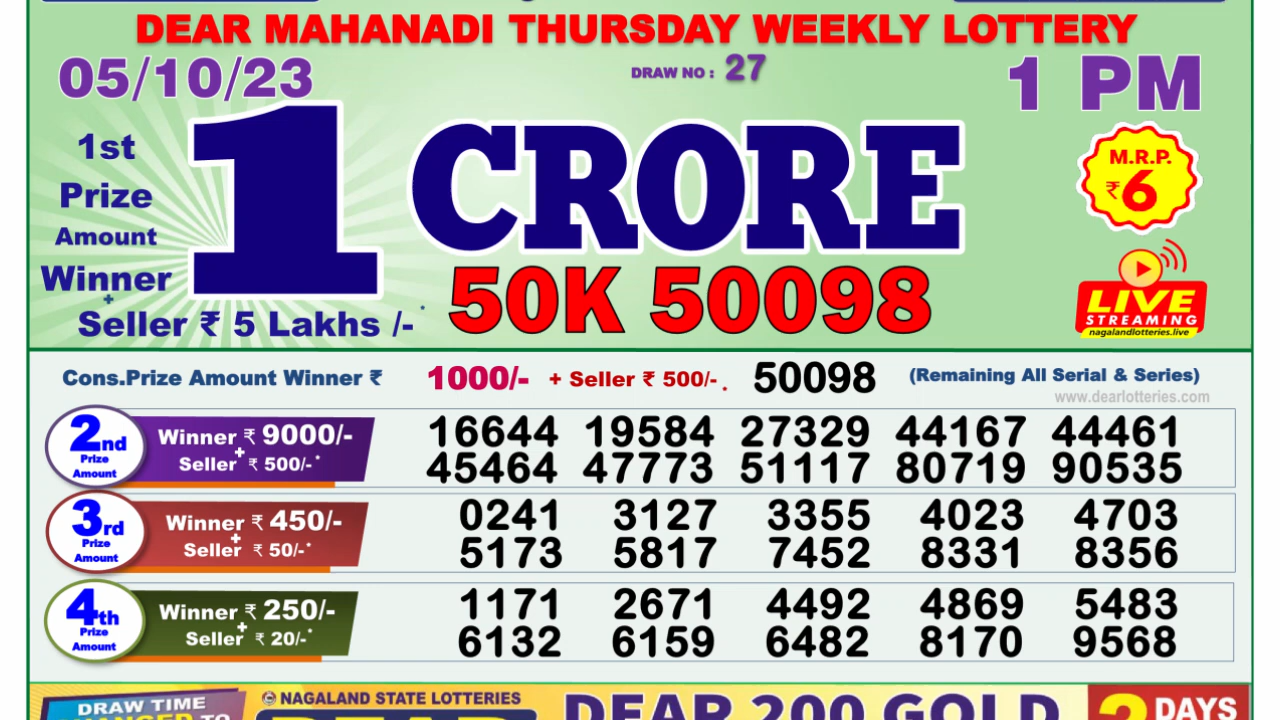 DEAR MAHANADI THURSDAY WEEKLY LOTTERY
05/10/23
DRAW NO : 27
1 PM
1st
Prize
Amount
Winner
+
Seller ₹ 5 Lakhs /- *
1 CRORE
50K 50098
M.R.P.
₹6
LIVE
STREAMING
nagalandlotteries.live
Cons.Prize Amount Winner ₹ 1000/- + Seller ₹ 500/- . 50098 (Remaining All Serial & Series)
www.dearlotteries.com
2nd
Prize
Amount
Winner ₹ 9000/-
+
Seller ₹ 500/-*
16644 19584 27329 44167 44461
45464 47773 51117 80719 90535
3rd
Prize
Amount
Winner ₹ 450/-
+
Seller ₹ 50/-*
0241 3127 3355 4023 4703
5173 5817 7452 8331 8356
4th
Prize
Amount
Winner ₹ 250/-
+
Seller ₹ 20/-*
1171 2671 4492 4869 5483
6132 6159 6482 8170 9568
DRAW TIME
CHANGED TO
NAGALAND STATE LOTTERIES
DEAR
DEAR 200 GOLD
DAYS